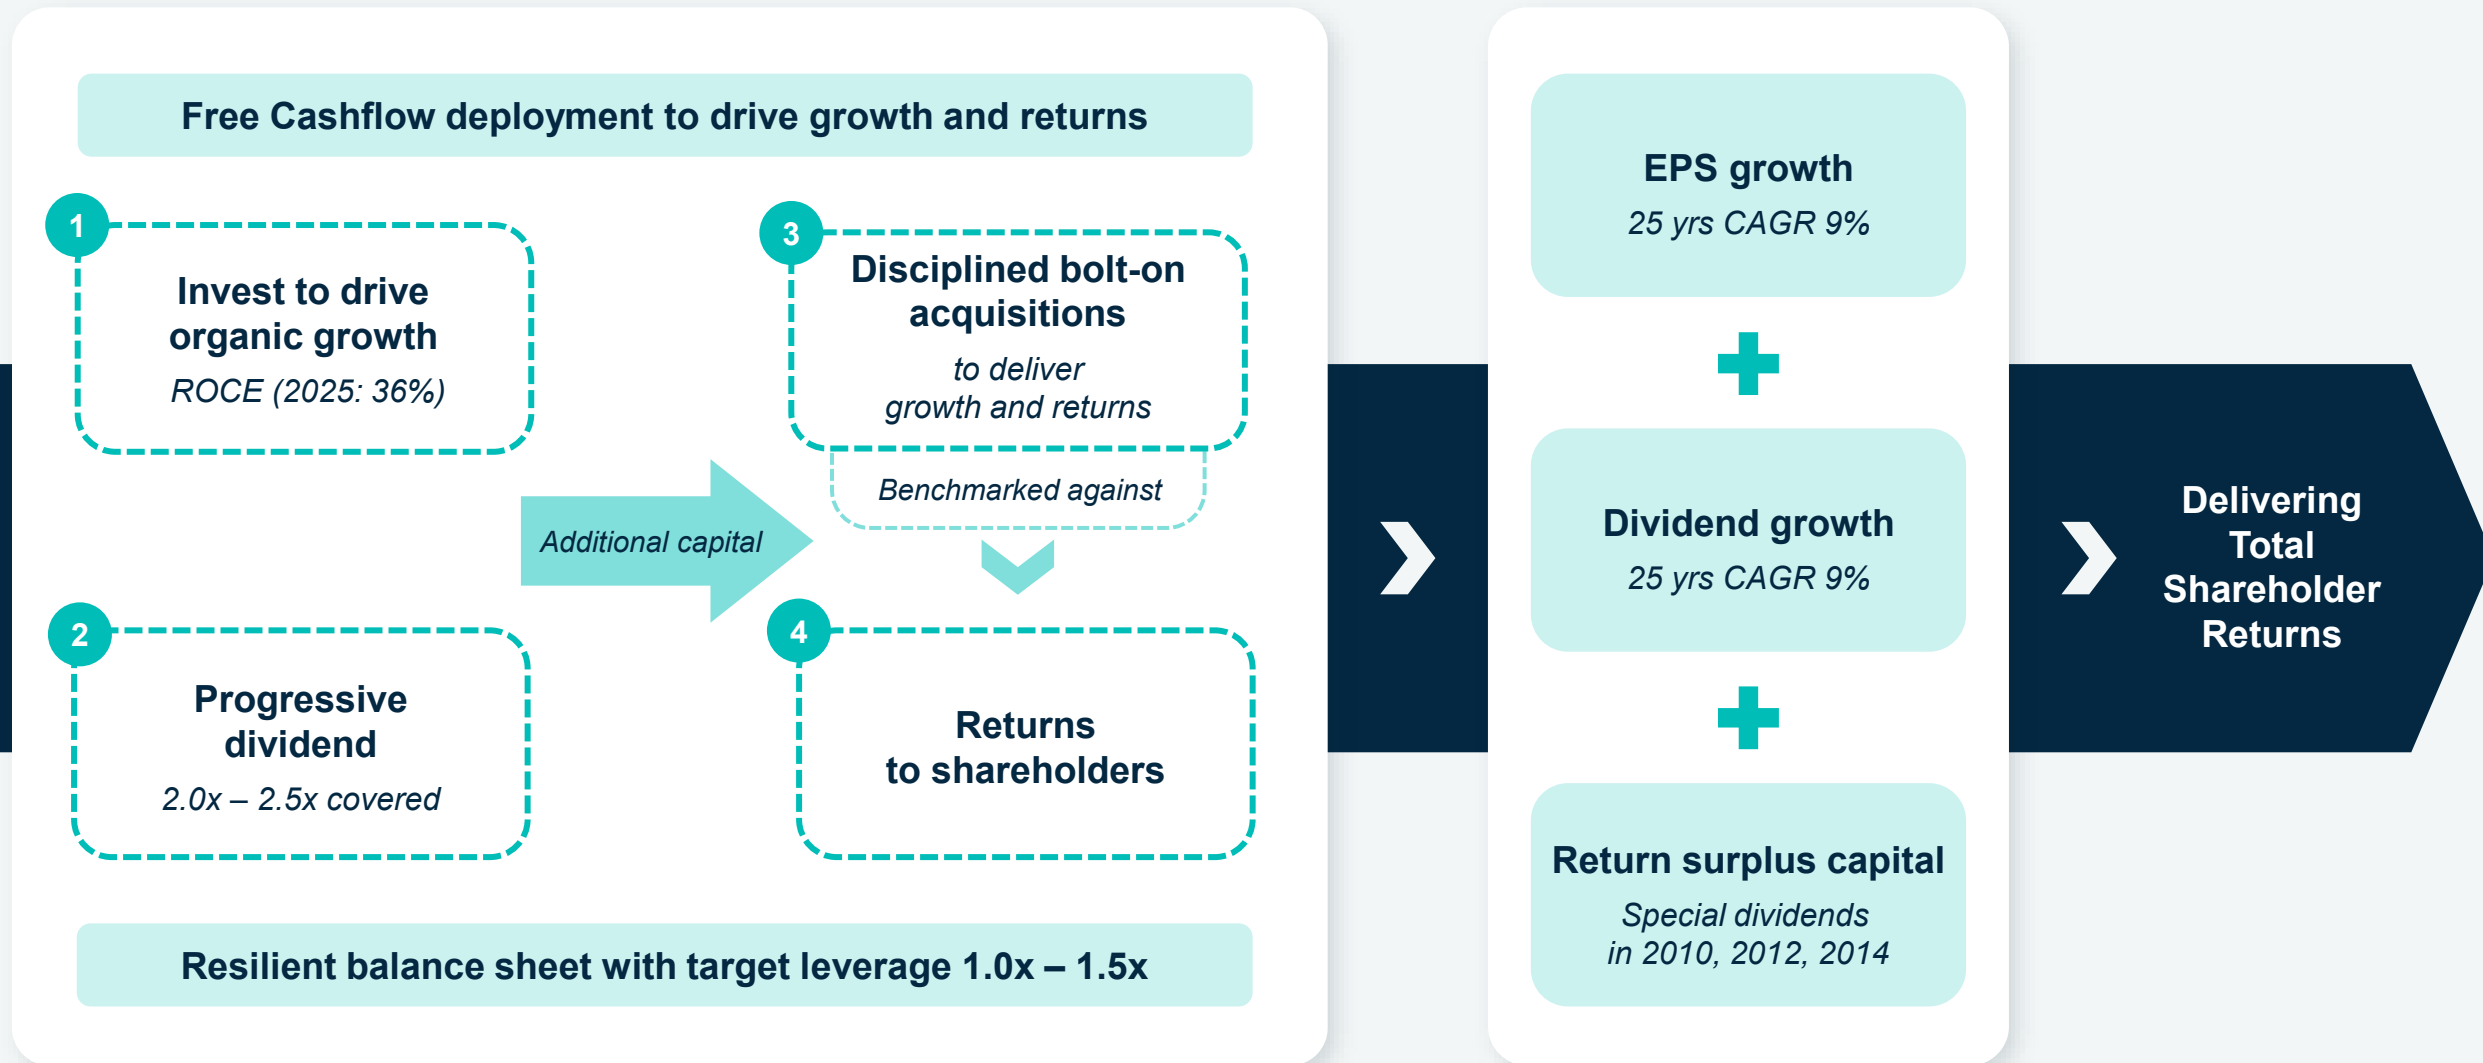 Free Cashflow deployment to drive growth and returns
1
Invest to drive
organic growth
ROCE (2025: 36%)
2
Progressive
dividend
2.0x – 2.5x covered
Additional capital
3
Disciplined bolt-on
acquisitions
to deliver
growth and returns
Benchmarked against
4
Returns
to shareholders
Resilient balance sheet with target leverage 1.0x – 1.5x
EPS growth
25 yrs CAGR 9%
Dividend growth
25 yrs CAGR 9%
Return surplus capital
Special dividends
in 2010, 2012, 2014
Delivering
Total
Shareholder
Returns